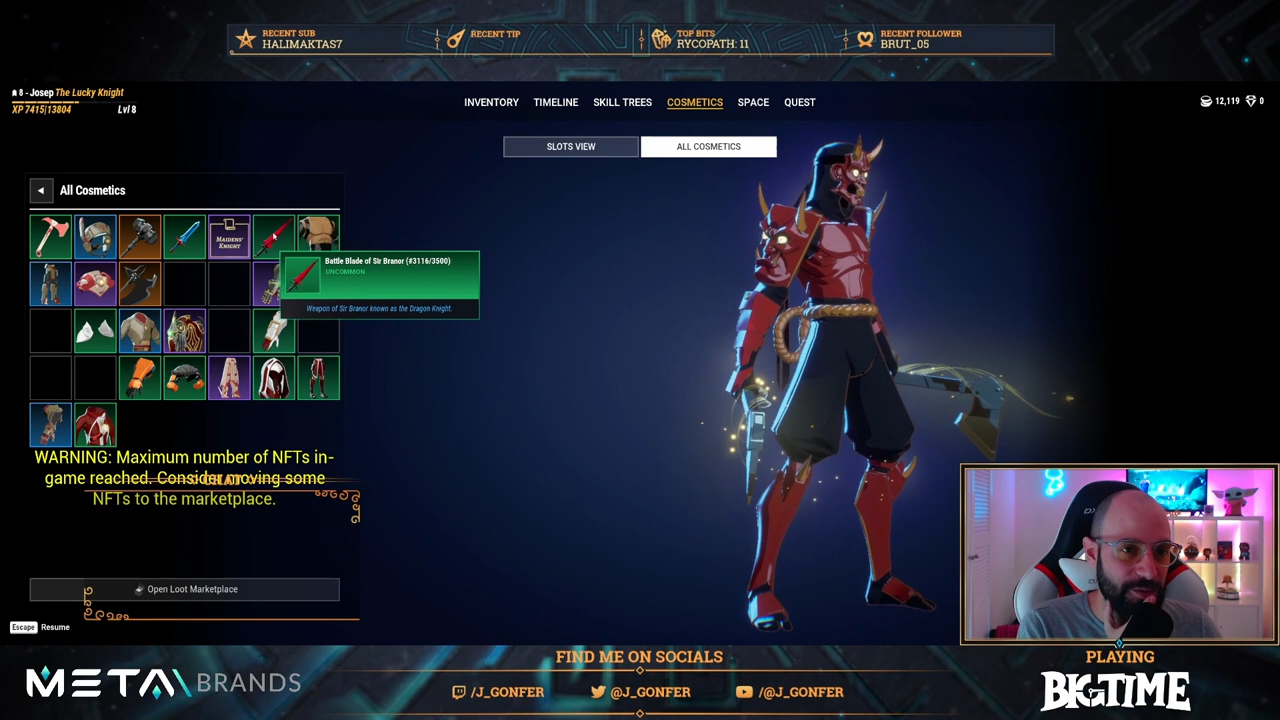 RECENT SUB
HALIMAKTAS7
RECENT TIP
TOP BITS
RYCOPATH: 11
RECENT FOLLOWER
BRUT_05
8 - Josep The Lucky Knight
XP 7415|13804
Lvl 8
INVENTORY
TIMELINE
SKILL TREES
COSMETICS
SPACE
QUEST
12,119
0
SLOTS VIEW
ALL COSMETICS
All Cosmetics
MAIDENS'
KNIGHT
Battle Blade of Sir Branor (#3116/3500)
UNCOMMON
Weapon of Sir Branor known as the Dragon Knight.
WARNING: Maximum number of NFTs in-
game reached. Consider moving some
NFTs to the marketplace.
CHAT
Open Loot Marketplace
Escape
Resume
META BRANDS
FIND ME ON SOCIALS
/J_GONFER
@J_GONFER
/@J_GONFER
PLAYING
BIGTIME